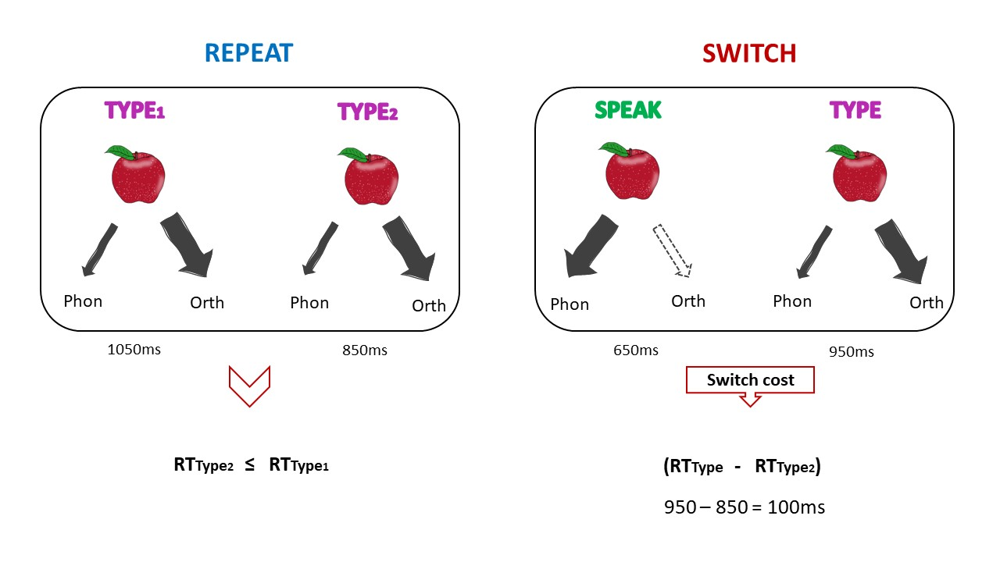 REPEAT
TYPE1
TYPE2
Phon
Orth
Phon
Orth
1050ms
850ms
RTType2 ≤ RTType1
SWITCH
SPEAK
TYPE
Phon
Orth
Phon
Orth
650ms
950ms
Switch cost
(RTType - RTType2)
950 – 850 = 100ms